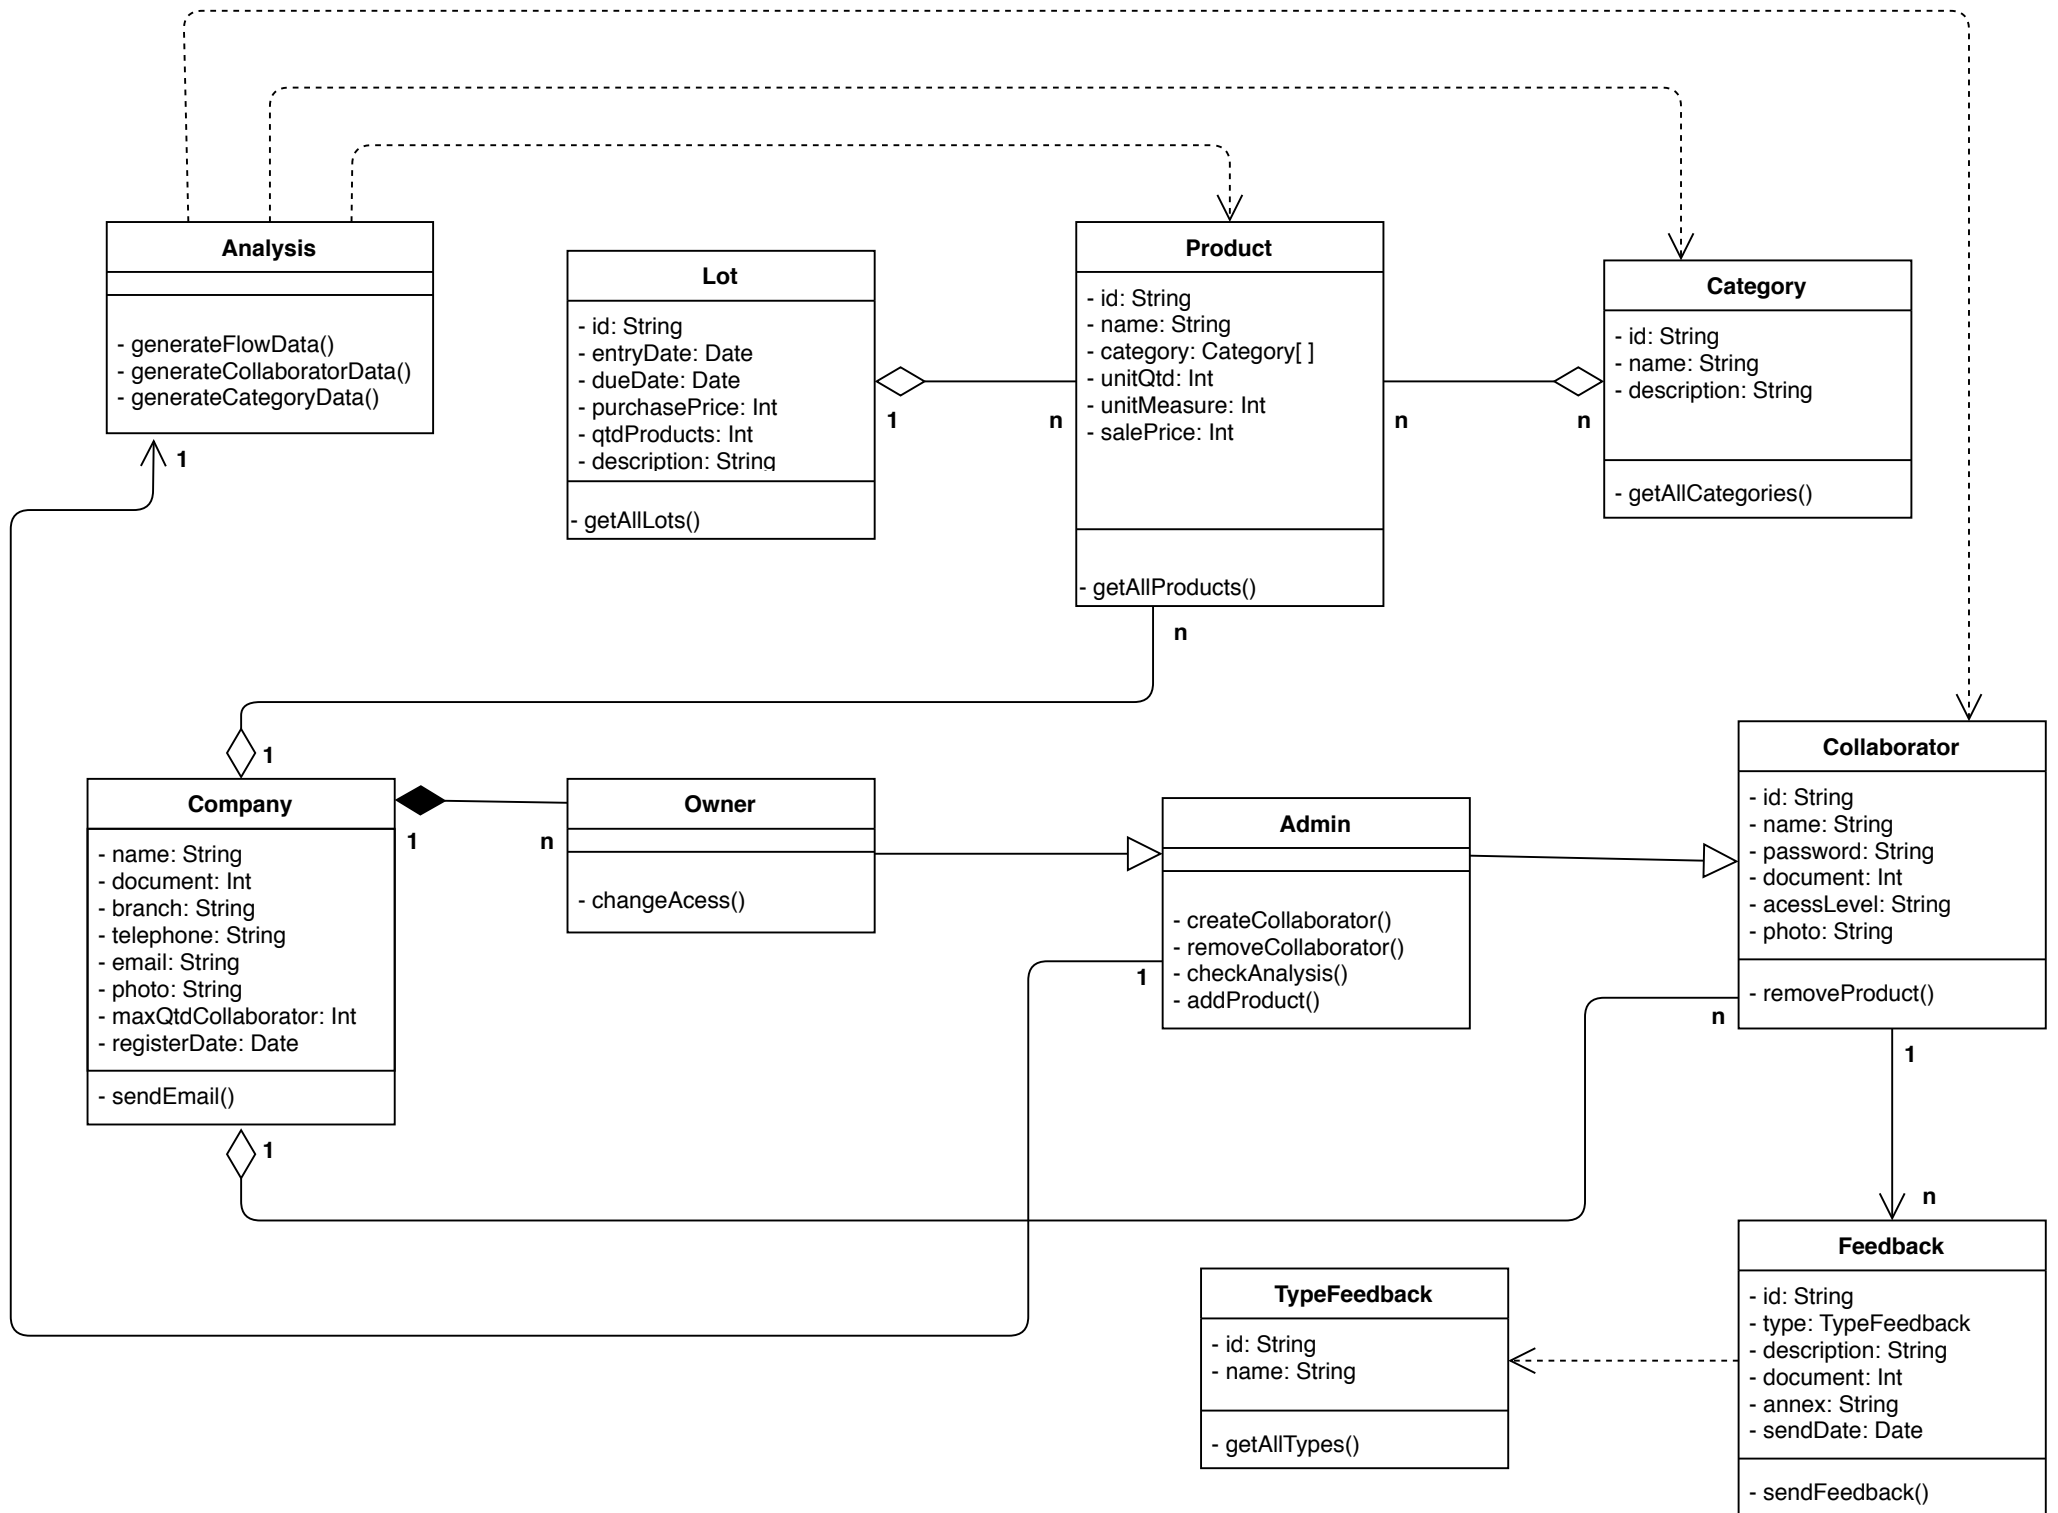 Analysis
- generateFlowData()
- generateCollaboratorData()
- generateCategoryData()
1
Lot
- id: String
- entryDate: Date
- dueDate: Date
- purchasePrice: Int
- qtdProducts: Int
- description: String
- getAllLots()
1
n
Product
- id: String
- name: String
- category: Category[ ]
- unitQtd: Int
- unitMeasure: Int
- salePrice: Int
- getAllProducts()
n
n
n
Category
- id: String
- name: String
- description: String
- getAllCategories()
1
Company
- name: String
- document: Int
- branch: String
- telephone: String
- email: String
- photo: String
- maxQtdCollaborator: Int
- registerDate: Date
- sendEmail()
1
1
n
Owner
- changeAcess()
Admin
- createCollaborator()
- removeCollaborator()
- checkAnalysis()
- addProduct()
1
Collaborator
- id: String
- name: String
- password: String
- document: Int
- acessLevel: String
- photo: String
- removeProduct()
n
1
n
TypeFeedback
- id: String
- name: String
- getAllTypes()
Feedback
- id: String
- type: TypeFeedback
- description: String
- document: Int
- annex: String
- sendDate: Date
- sendFeedback()